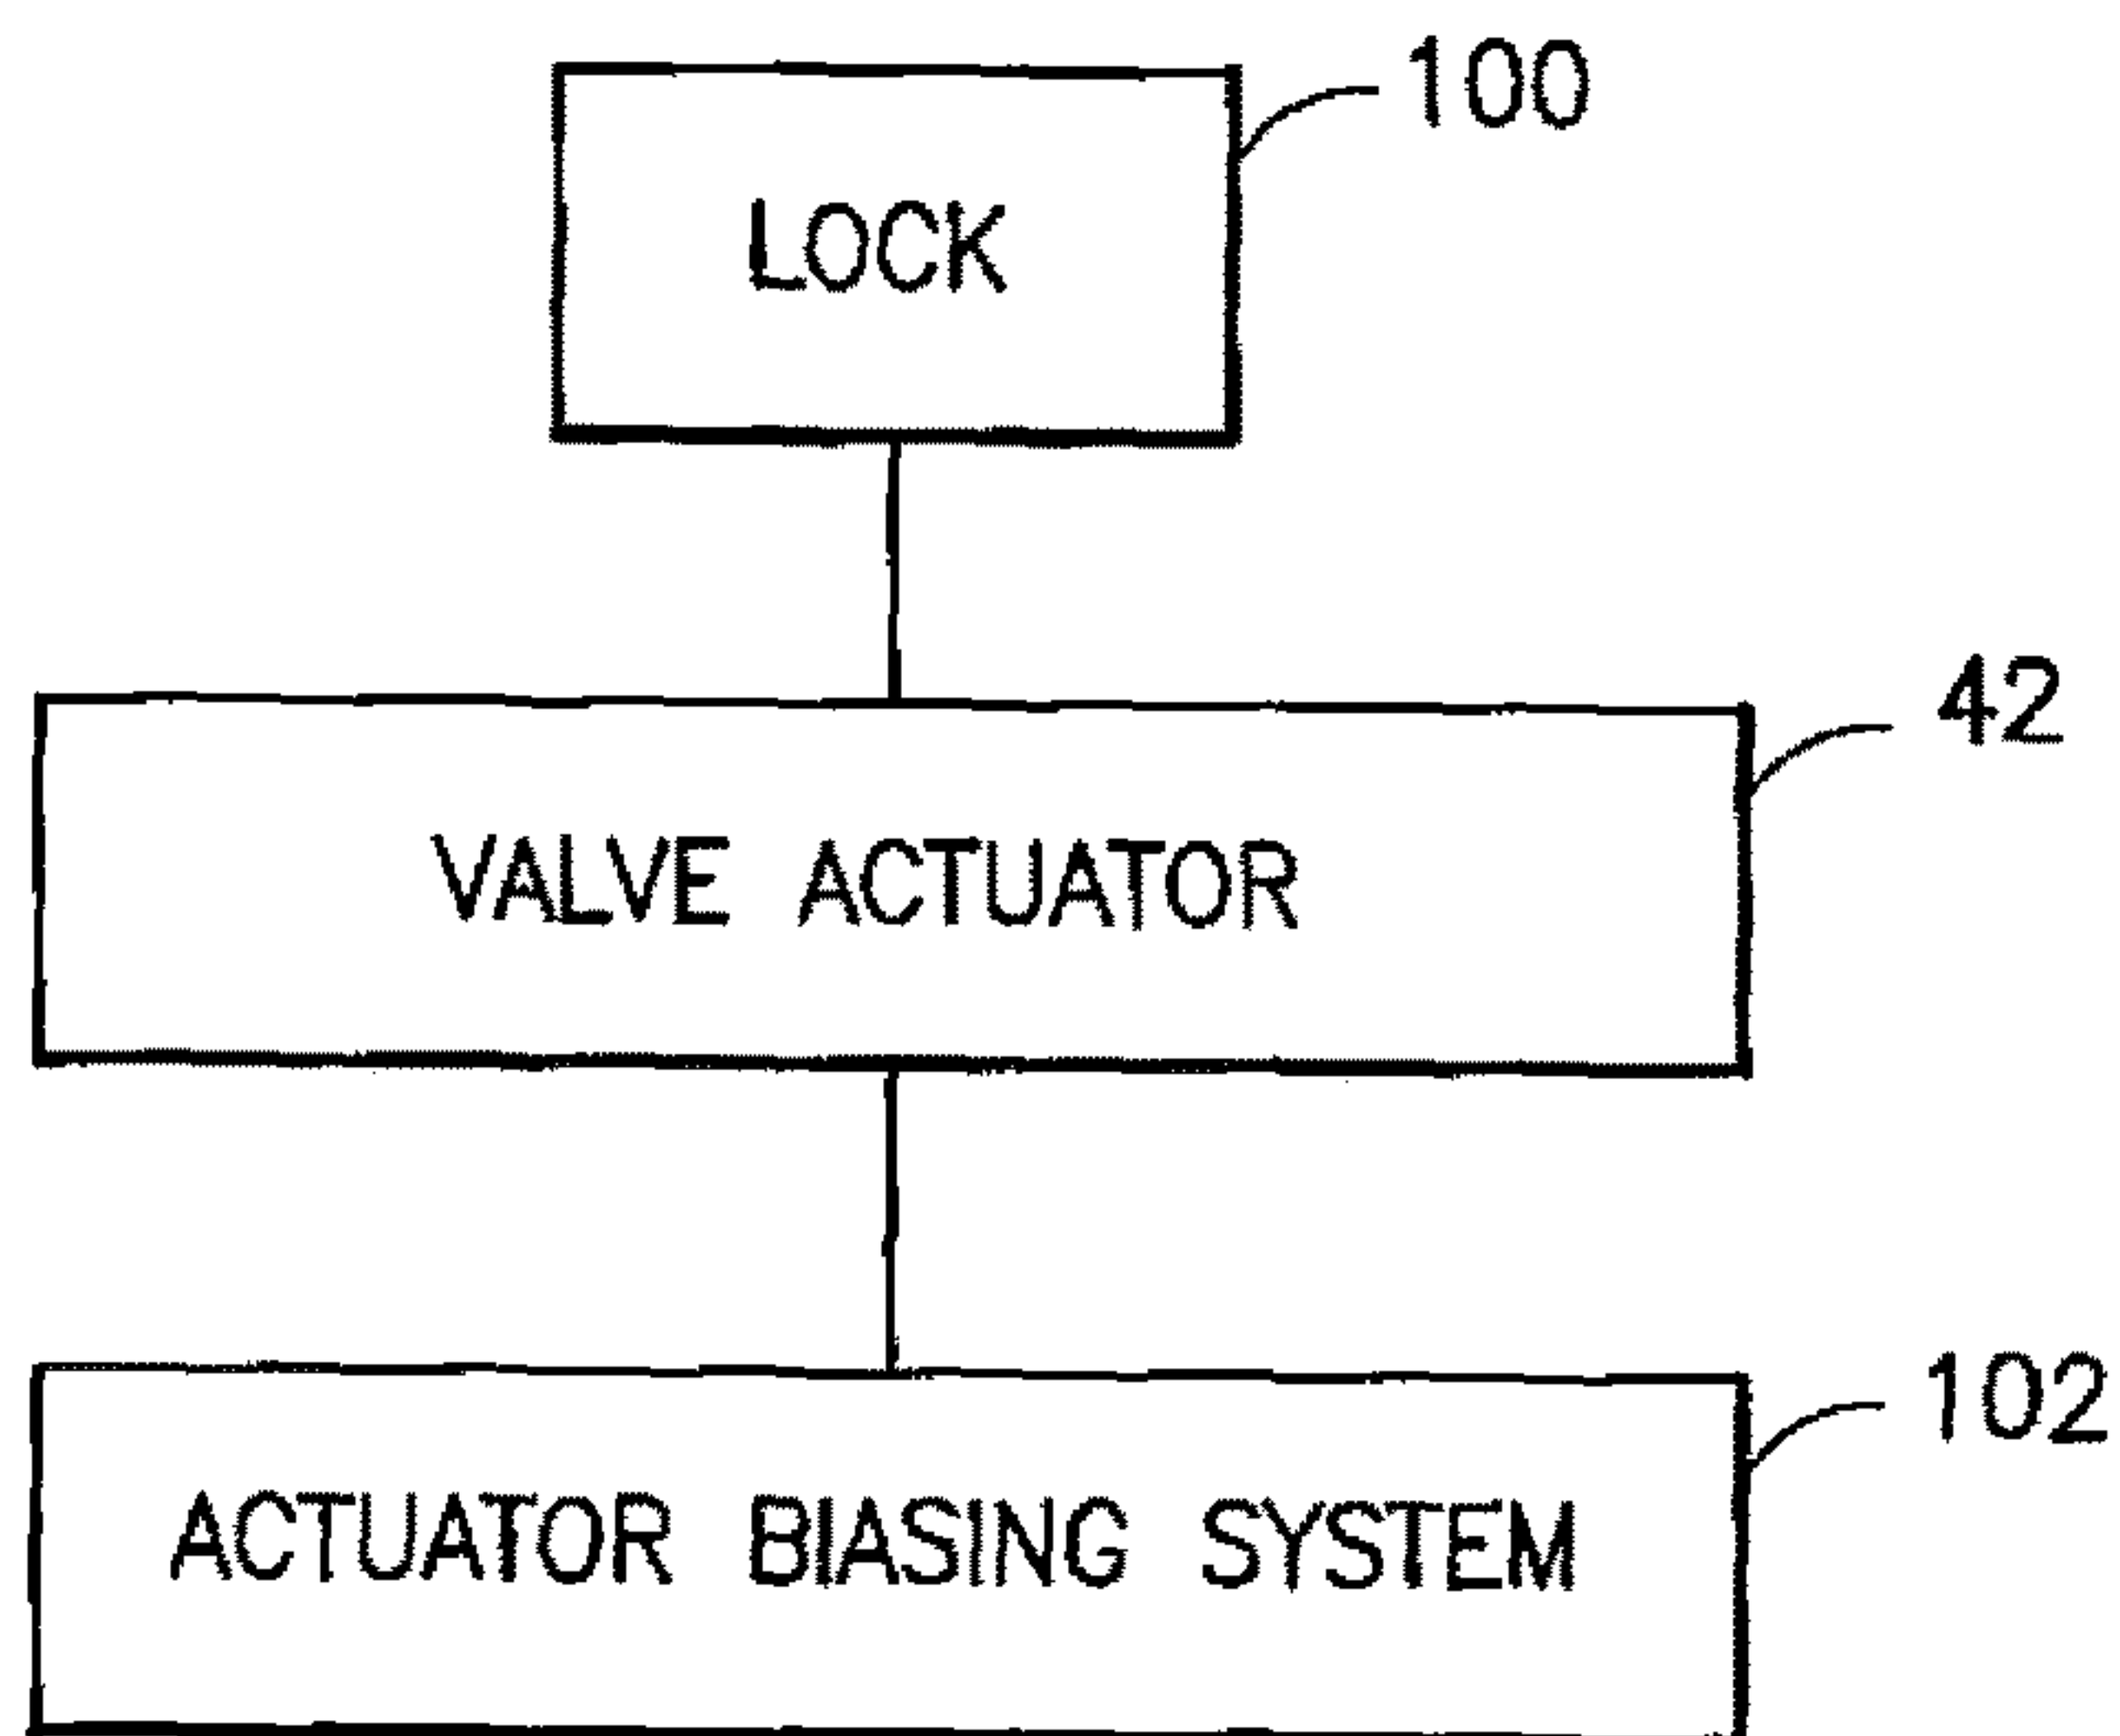 100
LOCK
42
VALVE ACTUATOR
102
ACTUATOR BIASING SYSTEM